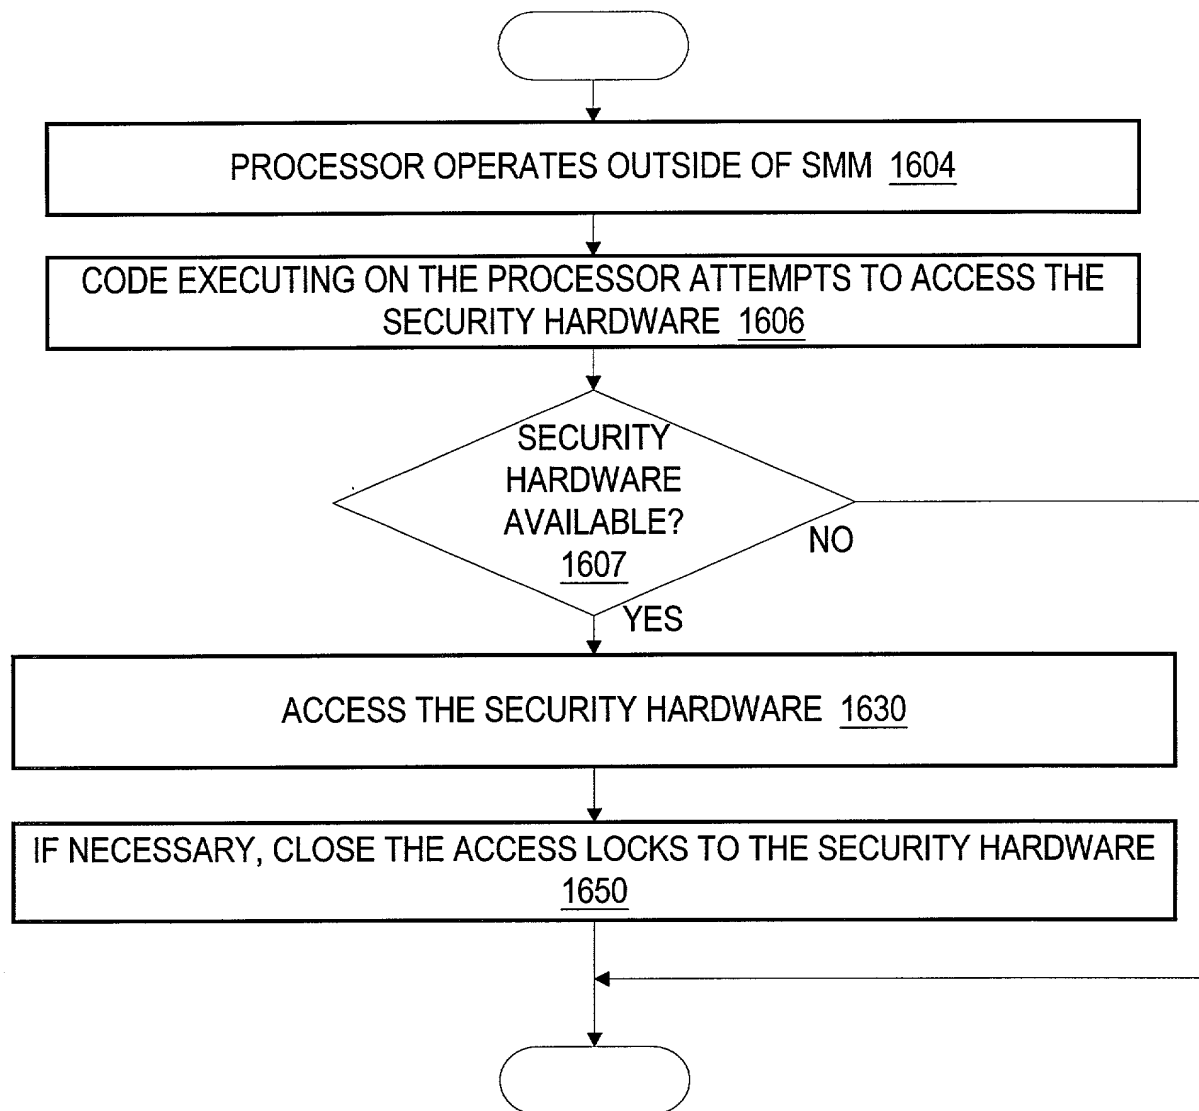 PROCESSOR OPERATES OUTSIDE OF SMM 1604
CODE EXECUTING ON THE PROCESSOR ATTEMPTS TO ACCESS THE
SECURITY HARDWARE 1606
SECURITY
HARDWARE
AVAILABLE?
1607
NO
YES
ACCESS THE SECURITY HARDWARE 1630
IF NECESSARY, CLOSE THE ACCESS LOCKS TO THE SECURITY HARDWARE
1650